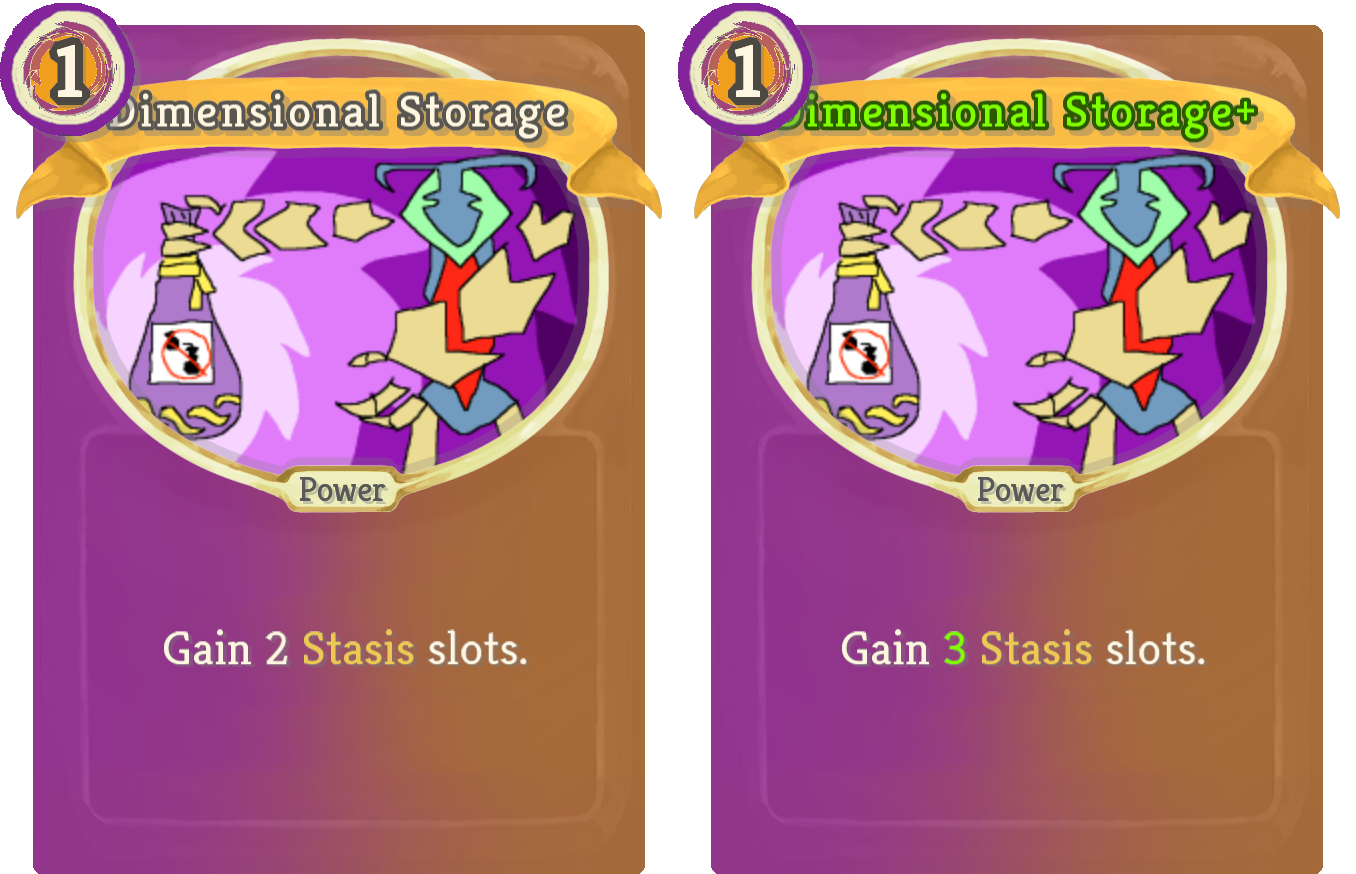 1
Dimensional Storage
Power
Gain 2 Stasis slots.
1
Dimensional Storage+
Power
Gain 3 Stasis slots.